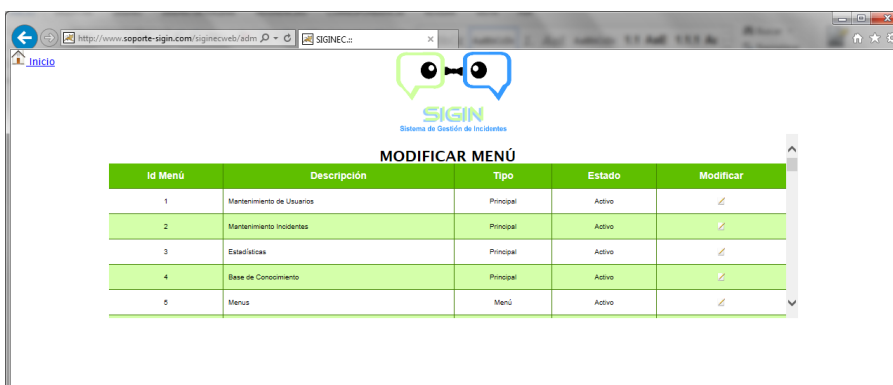 http://www.soporte-sigin.com/siginecweb/adm
SIGINEC.::
Inicio
SIGIN
Sistema de Gestión de Incidentes
MODIFICAR MENÚ
Id Menú Descripción Tipo Estado Modificar
1 Mantenimiento de Usuarios Principal Activo
2 Mantenimiento Incidentes Principal Activo
3 Estadísticas Principal Activo
4 Base de Conocimiento Principal Activo
5 Menus Menú Activo